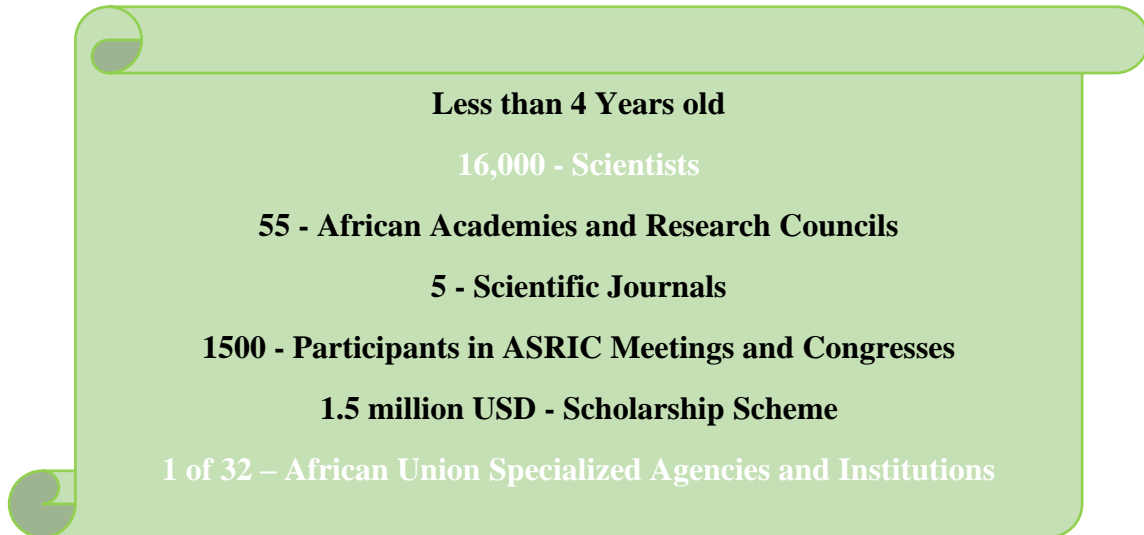 Less than 4 Years old
16,000 - Scientists
55 - African Academies and Research Councils
5 - Scientific Journals
1500 - Participants in ASRIC Meetings and Congresses
1.5 million USD - Scholarship Scheme
1 of 32 – African Union Specialized Agencies and Institutions